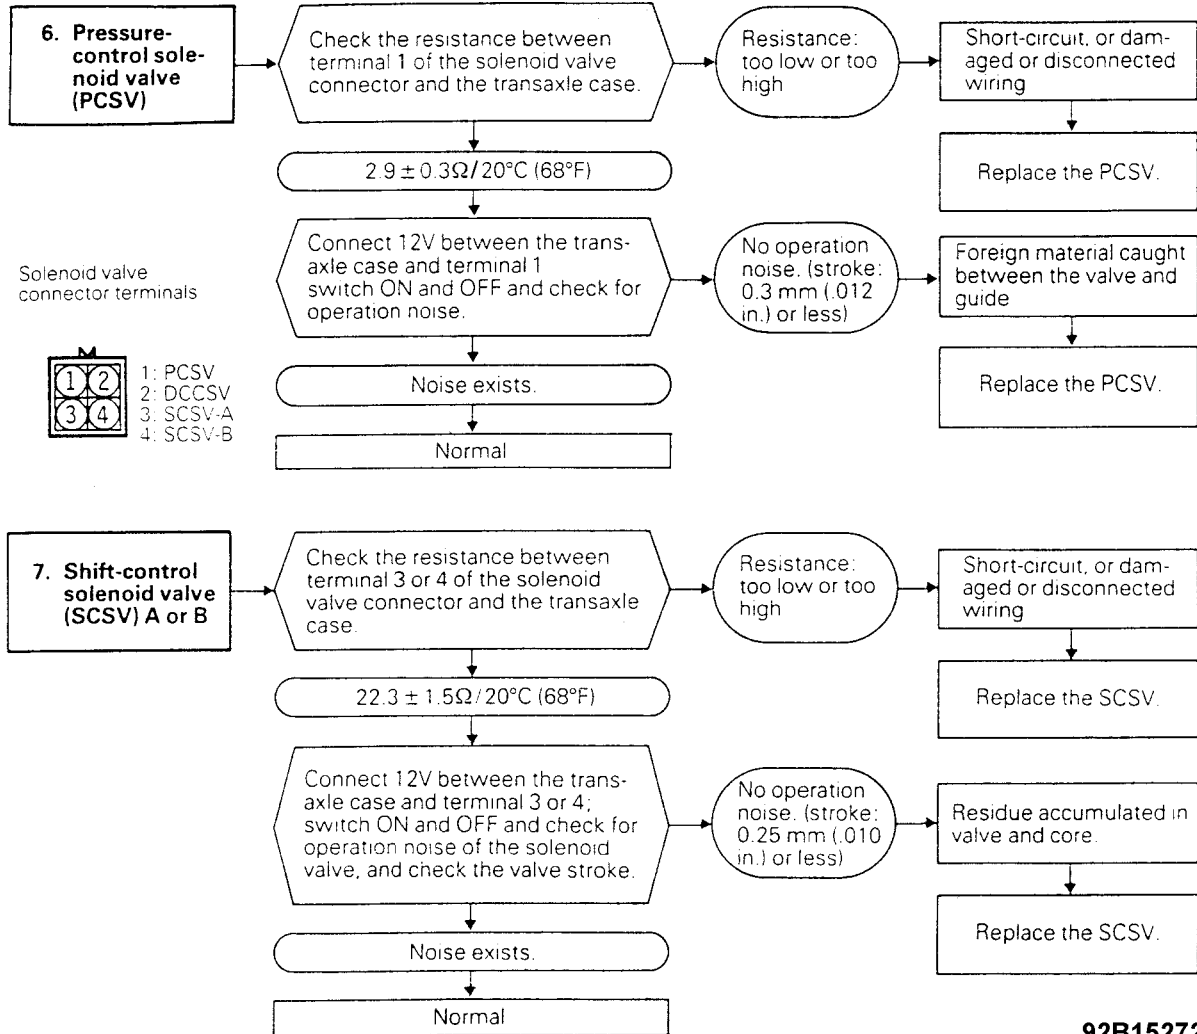 6. Pressure-
control sole-
noid valve
(PCSV)
Check the resistance between
terminal 1 of the solenoid valve
connector and the transaxle case.
Resistance:
too low or too
high
Short-circuit, or dam-
aged or disconnected
wiring
Replace the PCSV.
2.9 ± 0.3Ω/20°C (68°F)
Connect 12V between the trans-
axle case and terminal 1
switch ON and OFF and check for
operation noise.
No operation
noise. (stroke:
0.3 mm (.012
in.) or less)
Foreign material caught
between the valve and
guide
Replace the PCSV.
Noise exists.
Normal
Solenoid valve
connector terminals
1 2
3 4
1: PCSV
2: DCCSV
3: SCSV-A
4: SCSV-B
7. Shift-control
solenoid valve
(SCSV) A or B
Check the resistance between
terminal 3 or 4 of the solenoid
valve connector and the transaxle
case.
Resistance:
too low or too
high
Short-circuit, or dam-
aged or disconnected
wiring
Replace the SCSV.
22.3 ± 1.5Ω/20°C (68°F)
Connect 12V between the trans-
axle case and terminal 3 or 4;
switch ON and OFF and check for
operation noise of the solenoid
valve, and check the valve stroke.
No operation
noise. (stroke:
0.25 mm (.010
in.) or less)
Residue accumulated in
valve and core.
Replace the SCSV.
Noise exists.
Normal